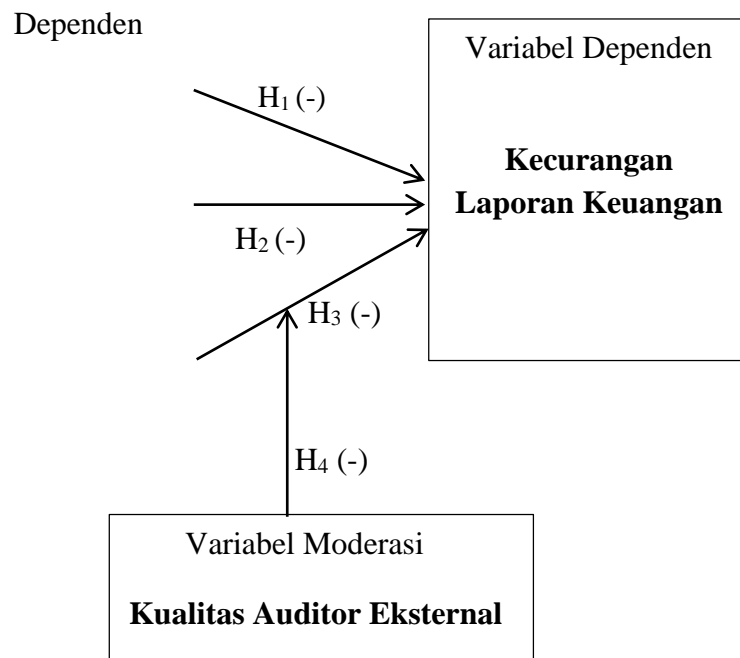 Dependen
Variabel Dependen
H₁ (-)
Kecurangan
Laporan Keuangan
H₂ (-)
H₃ (-)
H₄ (-)
Variabel Moderasi
Kualitas Auditor Eksternal